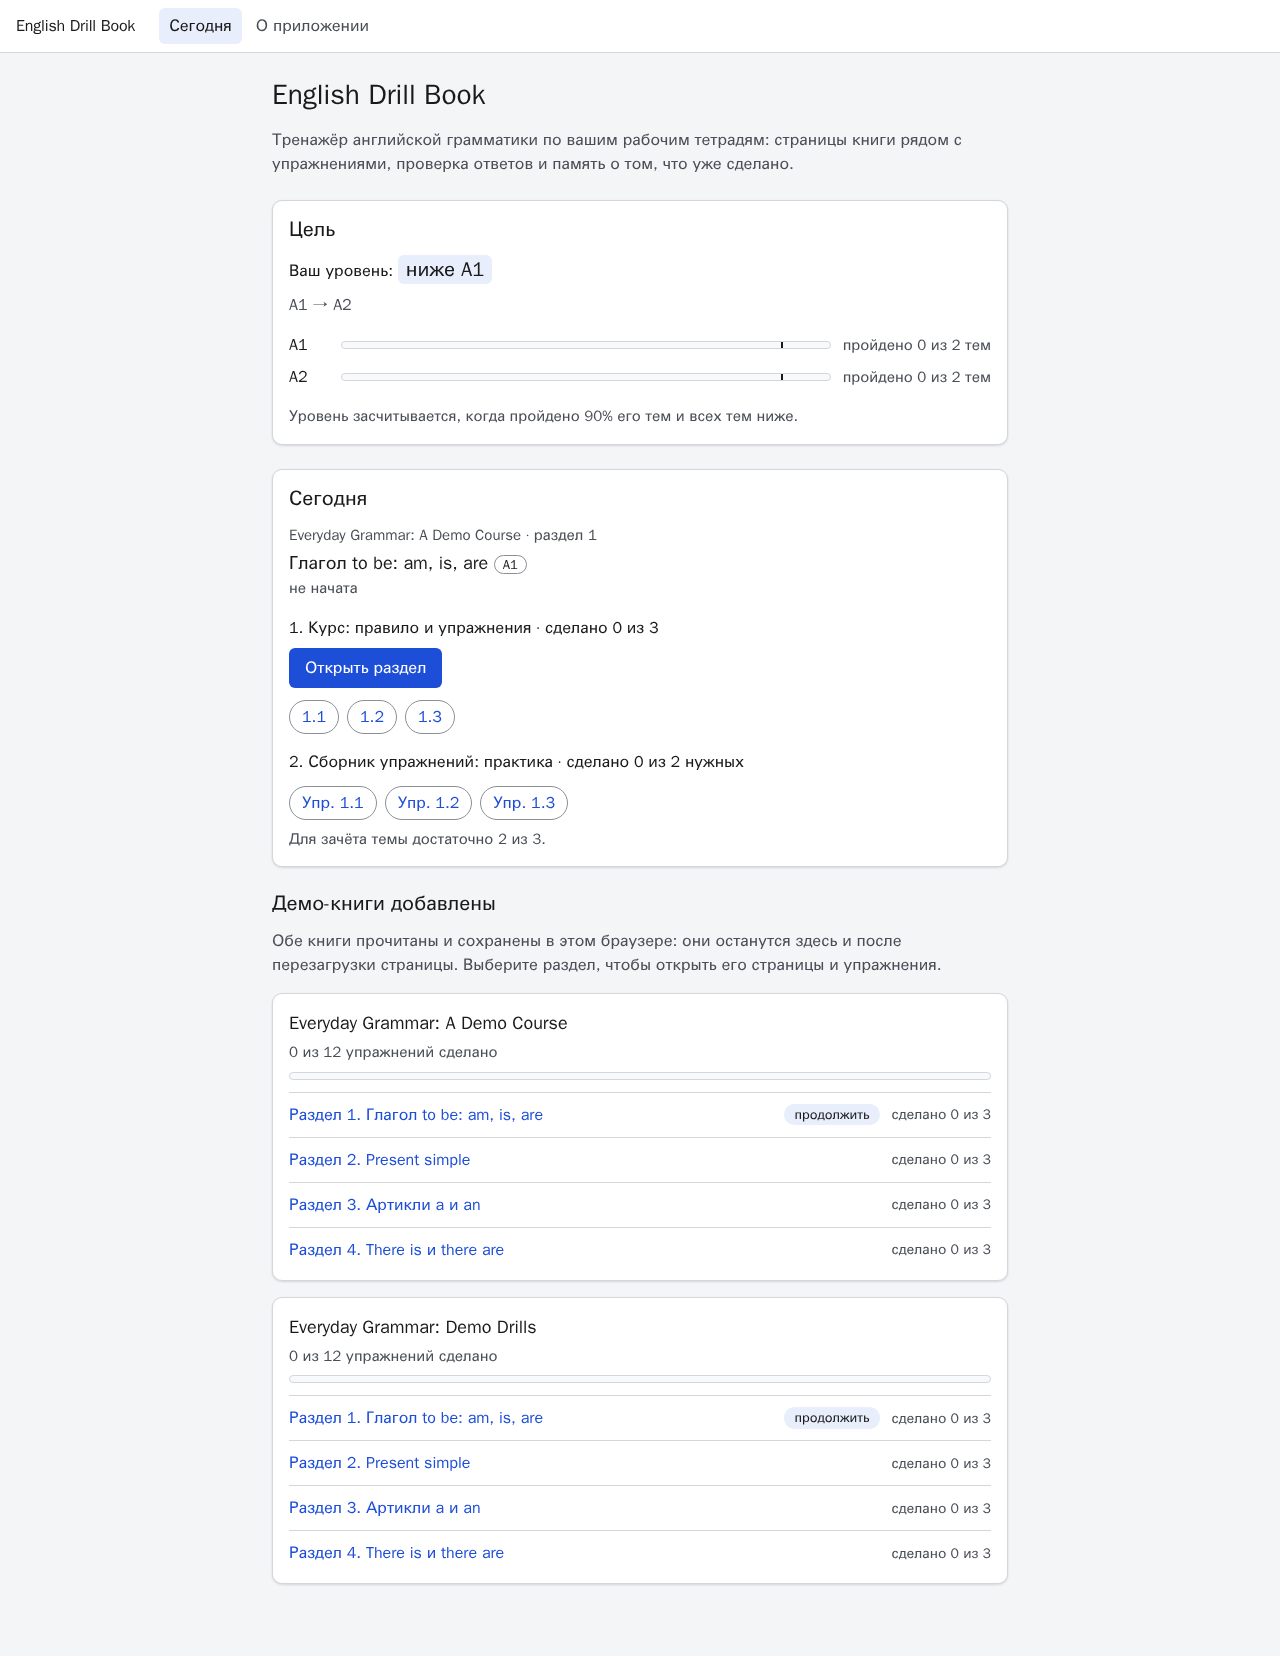 English Drill Book
Сегодня
О приложении
English Drill Book
Тренажёр английской грамматики по вашим рабочим тетрадям: страницы книги рядом с
упражнениями, проверка ответов и память о том, что уже сделано.
Цель
Ваш уровень: ниже A1
A1 → A2
A1 пройдено 0 из 2 тем
A2 пройдено 0 из 2 тем
Уровень засчитывается, когда пройдено 90% его тем и всех тем ниже.
Сегодня
Everyday Grammar: A Demo Course · раздел 1
Глагол to be: am, is, are A1
не начата
1. Курс: правило и упражнения · сделано 0 из 3
Открыть раздел
1.1 1.2 1.3
2. Сборник упражнений: практика · сделано 0 из 2 нужных
Упр. 1.1 Упр. 1.2 Упр. 1.3
Для зачёта темы достаточно 2 из 3.
Демо-книги добавлены
Обе книги прочитаны и сохранены в этом браузере: они останутся здесь и после
перезагрузки страницы. Выберите раздел, чтобы открыть его страницы и упражнения.
Everyday Grammar: A Demo Course
0 из 12 упражнений сделано
Раздел 1. Глагол to be: am, is, are продолжить сделано 0 из 3
Раздел 2. Present simple сделано 0 из 3
Раздел 3. Артикли a и an сделано 0 из 3
Раздел 4. There is и there are сделано 0 из 3
Everyday Grammar: Demo Drills
0 из 12 упражнений сделано
Раздел 1. Глагол to be: am, is, are продолжить сделано 0 из 3
Раздел 2. Present simple сделано 0 из 3
Раздел 3. Артикли a и an сделано 0 из 3
Раздел 4. There is и there are сделано 0 из 3